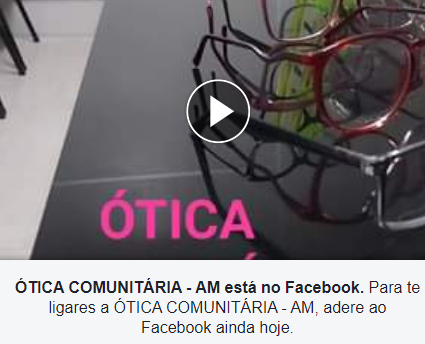 ÓTICA
ÓTICA COMUNITÁRIA - AM está no Facebook. Para te
ligares a ÓTICA COMUNITÁRIA - AM, adere ao
Facebook ainda hoje.